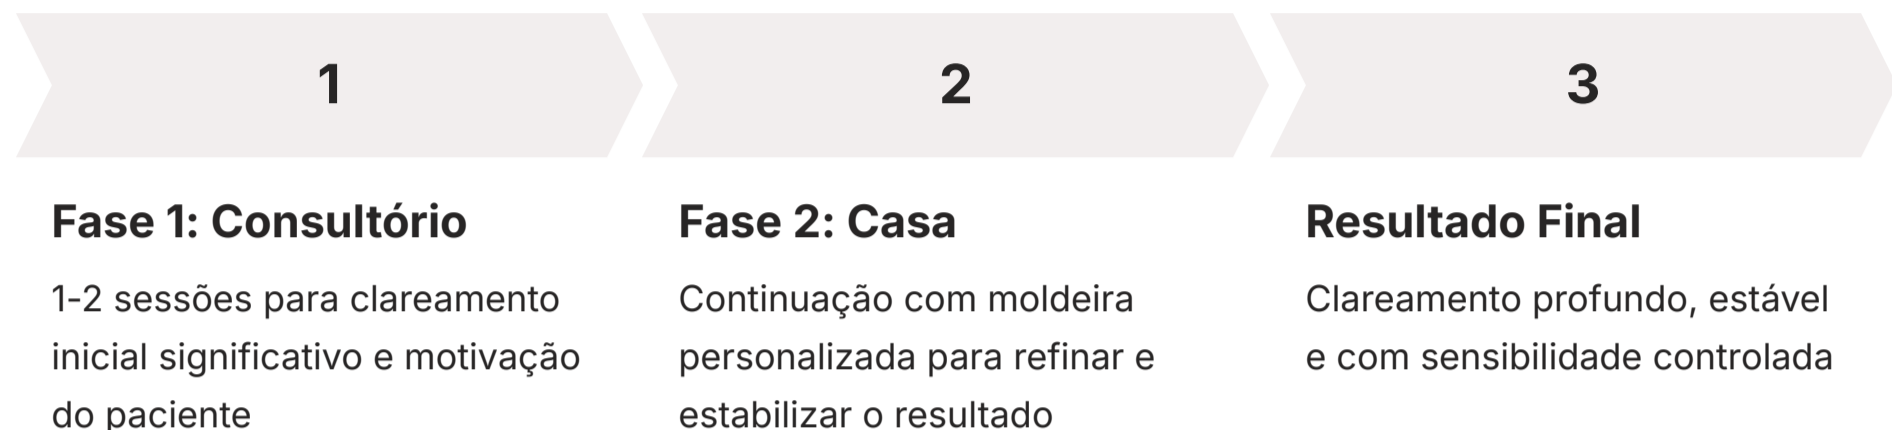 1
2
3
Fase 1: Consultório
1-2 sessões para clareamento
inicial significativo e motivação
do paciente
Fase 2: Casa
Continuação com moldeira
personalizada para refinar e
estabilizar o resultado
Resultado Final
Clareamento profundo, estável
e com sensibilidade controlada